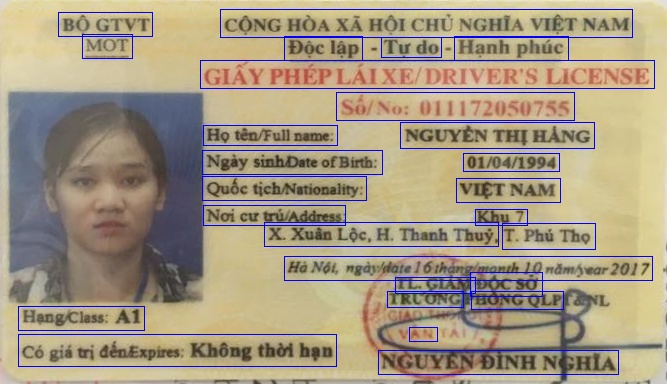 BỘ GTVT
MOT
CỘNG HÒA XÃ HỘI CHỦ NGHĨA VIỆT NAM
Độc lập - Tự do - Hạnh phúc
GIẤY PHÉP LÁI XE/ DRIVER'S LICENSE
Số/ No: 011172050755
Họ tên/Full name: NGUYỄN THỊ HẰNG
Ngày sinh/Date of Birth: 01/04/1994
Quốc tịch/Nationality: VIỆT NAM
Nơi cư trú/Address: Khu 7
X. Xuân Lộc, H. Thanh Thuỷ, T. Phú Thọ
Hà Nội, ngày/date 16 tháng/month 10 năm/year 2017
TL. GIÁM ĐỐC SỞ
TRƯỞNG PHÒNG QLPT&NL
GIAO THÔNG
VẬN TẢI
NGUYỄN ĐÌNH NGHĨA
Hạng/Class: A1
Có giá trị đến/Expires: Không thời hạn